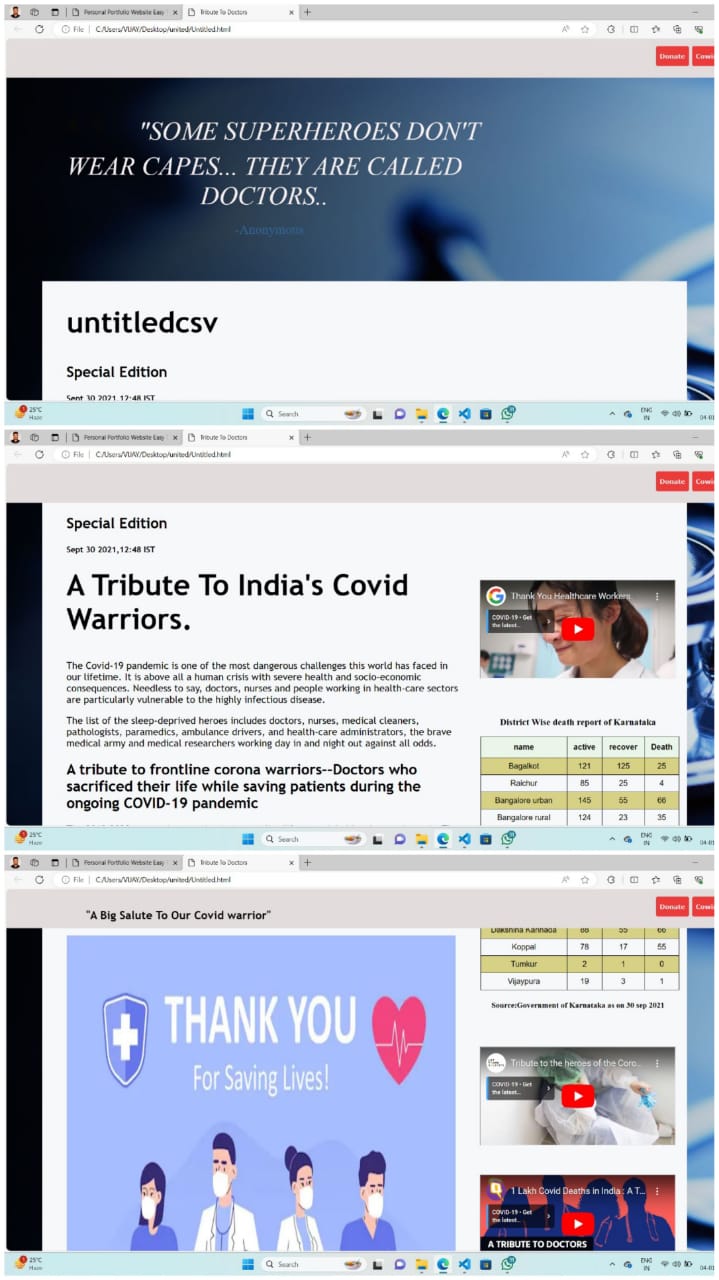 Personal Portfolio Website Easy
Tribute To Doctors
File C:/Users/VIJAY/Desktop/united/Untitled.html
Donate
"SOME SUPERHEROES DON'T
WEAR CAPES... THEY ARE CALLED
DOCTORS..
-Anonymous
untitledcsv
Special Edition
Sept 30 2021,12:48 IST
25°C
Haze
Search
ENG
IN
Personal Portfolio Website Easy
Tribute To Doctors
File C:/Users/VIJAY/Desktop/united/Untitled.html
Donate
Special Edition
Sept 30 2021,12:48 IST
A Tribute To India's Covid
Warriors.
The Covid-19 pandemic is one of the most dangerous challenges this world has faced in
our lifetime. It is above all a human crisis with severe health and socio-economic
consequences. Needless to say, doctors, nurses and people working in health-care sectors
are particularly vulnerable to the highly infectious disease.
The list of the sleep-deprived heroes includes doctors, nurses, medical cleaners,
pathologists, paramedics, ambulance drivers, and health-care administrators, the brave
medical army and medical researchers working day in and night out against all odds.
A tribute to frontline corona warriors--Doctors who
sacrificed their life while saving patients during the
ongoing COVID-19 pandemic
Thank You Healthcare Workers
COVID-19 • Get
the latest...
District Wise death report of Karnataka
name active recover Death
Bagalkot 121 125 25
Raichur 85 25 4
Bangalore urban 145 55 66
Bangalore rural 124 23 35
25°C
Haze
Search
ENG
IN
Personal Portfolio Website Easy
Tribute To Doctors
File C:/Users/VIJAY/Desktop/united/Untitled.html
"A Big Salute To Our Covid warrior"
Donate
THANK YOU
For Saving Lives!
Dakshina Kannada 88 55 66
Koppal 78 17 55
Tumkur 2 1 0
Vijaypura 19 3 1
Source:Government of Karnataka as on 30 sep 2021
Tribute to the heroes of the Coro...
COVID-19 • Get
the latest...
1 Lakh Covid Deaths in India : A T...
COVID-19 • Get
the latest...
A TRIBUTE TO DOCTORS
25°C
Haze
Search
ENG
IN